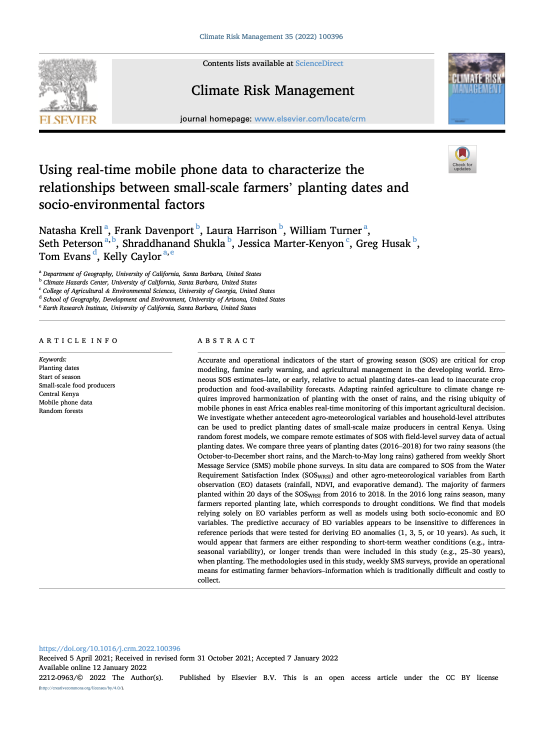 Climate Risk Management 35 (2022) 100396
Contents lists available at ScienceDirect
Climate Risk Management
journal homepage: www.elsevier.com/locate/crm
ELSEVIER
CLIMATE RISK
MANAGEMENT
Check for
updates
Using real-time mobile phone data to characterize the
relationships between small-scale farmers' planting dates and
socio-environmental factors
Natasha Krell a, Frank Davenport b, Laura Harrison b, William Turner a,
Seth Peterson a,b, Shraddhanand Shukla b, Jessica Marter-Kenyon c, Greg Husak b,
Tom Evans d, Kelly Caylor a,e
a Department of Geography, University of California, Santa Barbara, United States
b Climate Hazards Center, University of California, Santa Barbara, United States
c College of Agricultural & Environmental Sciences, University of Georgia, United States
d School of Geography, Development and Environment, University of Arizona, United States
e Earth Research Institute, University of California, Santa Barbara, United States
ARTICLE INFO
Keywords:
Planting dates
Start of season
Small-scale food producers
Central Kenya
Mobile phone data
Random forests
ABSTRACT
Accurate and operational indicators of the start of growing season (SOS) are critical for crop
modeling, famine early warning, and agricultural management in the developing world. Erro-
neous SOS estimates–late, or early, relative to actual planting dates–can lead to inaccurate crop
production and food-availability forecasts. Adapting rainfed agriculture to climate change re-
quires improved harmonization of planting with the onset of rains, and the rising ubiquity of
mobile phones in east Africa enables real-time monitoring of this important agricultural decision.
We investigate whether antecedent agro-meteorological variables and household-level attributes
can be used to predict planting dates of small-scale maize producers in central Kenya. Using
random forest models, we compare remote estimates of SOS with field-level survey data of actual
planting dates. We compare three years of planting dates (2016–2018) for two rainy seasons (the
October-to-December short rains, and the March-to-May long rains) gathered from weekly Short
Message Service (SMS) mobile phone surveys. In situ data are compared to SOS from the Water
Requirement Satisfaction Index (SOSWRSI) and other agro-meteorological variables from Earth
observation (EO) datasets (rainfall, NDVI, and evaporative demand). The majority of farmers
planted within 20 days of the SOSWRSI from 2016 to 2018. In the 2016 long rains season, many
farmers reported planting late, which corresponds to drought conditions. We find that models
relying solely on EO variables perform as well as models using both socio-economic and EO
variables. The predictive accuracy of EO variables appears to be insensitive to differences in
reference periods that were tested for deriving EO anomalies (1, 3, 5, or 10 years). As such, it
would appear that farmers are either responding to short-term weather conditions (e.g., intra-
seasonal variability), or longer trends than were included in this study (e.g., 25–30 years),
when planting. The methodologies used in this study, weekly SMS surveys, provide an operational
means for estimating farmer behaviors–information which is traditionally difficult and costly to
collect.
https://doi.org/10.1016/j.crm.2022.100396
Received 5 April 2021; Received in revised form 31 October 2021; Accepted 7 January 2022
Available online 12 January 2022
2212-0963/© 2022 The Author(s). Published by Elsevier B.V. This is an open access article under the CC BY license
(http://creativecommons.org/licenses/by/4.0/).